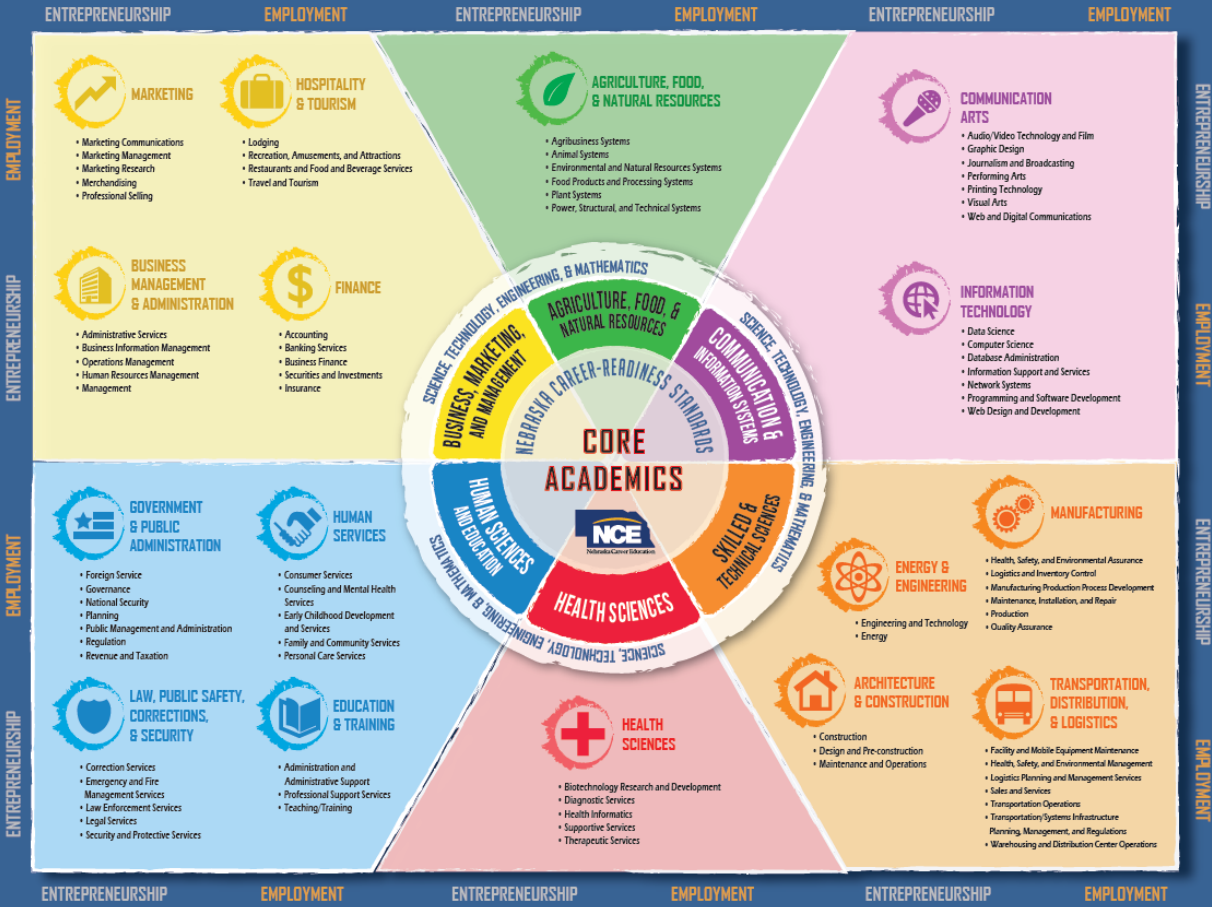 ENTREPRENEURSHIP
EMPLOYMENT
ENTREPRENEURSHIP
EMPLOYMENT
ENTREPRENEURSHIP
EMPLOYMENT
EMPLOYMENT
ENTREPRENEURSHIP
EMPLOYMENT
ENTREPRENEURSHIP
MARKETING
• Marketing Communications
• Marketing Management
• Marketing Research
• Merchandising
• Professional Selling
HOSPITALITY
& TOURISM
• Lodging
• Recreation, Amusements, and Attractions
• Restaurants and Food and Beverage Services
• Travel and Tourism
BUSINESS
MANAGEMENT
& ADMINISTRATION
• Administrative Services
• Business Information Management
• Operations Management
• Human Resources Management
• Management
FINANCE
• Accounting
• Banking Services
• Business Finance
• Securities and Investments
• Insurance
AGRICULTURE, FOOD,
& NATURAL RESOURCES
• Agribusiness Systems
• Animal Systems
• Environmental and Natural Resources Systems
• Food Products and Processing Systems
• Plant Systems
• Power, Structural, and Technical Systems
COMMUNICATION
ARTS
• Audio/Video Technology and Film
• Graphic Design
• Journalism and Broadcasting
• Performing Arts
• Printing Technology
• Visual Arts
• Web and Digital Communications
INFORMATION
TECHNOLOGY
• Data Science
• Computer Science
• Database Administration
• Information Support and Services
• Network Systems
• Programming and Software Development
• Web Design and Development
SCIENCE, TECHNOLOGY, ENGINEERING, & MATHEMATICS
SCIENCE, TECHNOLOGY, ENGINEERING, & MATHEMATICS
SCIENCE, TECHNOLOGY, ENGINEERING, & MATHEMATICS
BUSINESS, MARKETING,
AND MANAGEMENT
AGRICULTURE, FOOD, &
NATURAL RESOURCES
COMMUNICATION &
INFORMATION SYSTEMS
SKILLED &
TECHNICAL SCIENCES
HEALTH SCIENCES
HUMAN SCIENCES
AND EDUCATION
NEBRASKA CAREER-READINESS STANDARDS
CORE
ACADEMICS
NCE
Nebraska Career Education
GOVERNMENT
& PUBLIC
ADMINISTRATION
• Foreign Service
• Governance
• National Security
• Planning
• Public Management and Administration
• Regulation
• Revenue and Taxation
HUMAN
SERVICES
• Consumer Services
• Counseling and Mental Health
Services
• Early Childhood Development
and Services
• Family and Community Services
• Personal Care Services
LAW, PUBLIC SAFETY,
CORRECTIONS,
& SECURITY
• Correction Services
• Emergency and Fire
Management Services
• Law Enforcement Services
• Legal Services
• Security and Protective Services
EDUCATION
& TRAINING
• Administration and
Administrative Support
• Professional Support Services
• Teaching/Training
HEALTH
SCIENCES
• Biotechnology Research and Development
• Diagnostic Services
• Health Informatics
• Supportive Services
• Therapeutic Services
ENERGY &
ENGINEERING
• Engineering and Technology
• Energy
MANUFACTURING
• Health, Safety, and Environmental Assurance
• Logistics and Inventory Control
• Manufacturing Production Process Development
• Maintenance, Installation, and Repair
• Production
• Quality Assurance
ARCHITECTURE
& CONSTRUCTION
• Construction
• Design and Pre-construction
• Maintenance and Operations
TRANSPORTATION,
DISTRIBUTION,
& LOGISTICS
• Facility and Mobile Equipment Maintenance
• Health, Safety, and Environmental Management
• Logistics Planning and Management Services
• Sales and Services
• Transportation Operations
• Transportation/Systems Infrastructure
Planning, Management, and Regulations
• Warehousing and Distribution Center Operations
ENTREPRENEURSHIP
EMPLOYMENT
ENTREPRENEURSHIP
EMPLOYMENT
ENTREPRENEURSHIP
EMPLOYMENT
ENTREPRENEURSHIP
EMPLOYMENT
ENTREPRENEURSHIP
EMPLOYMENT